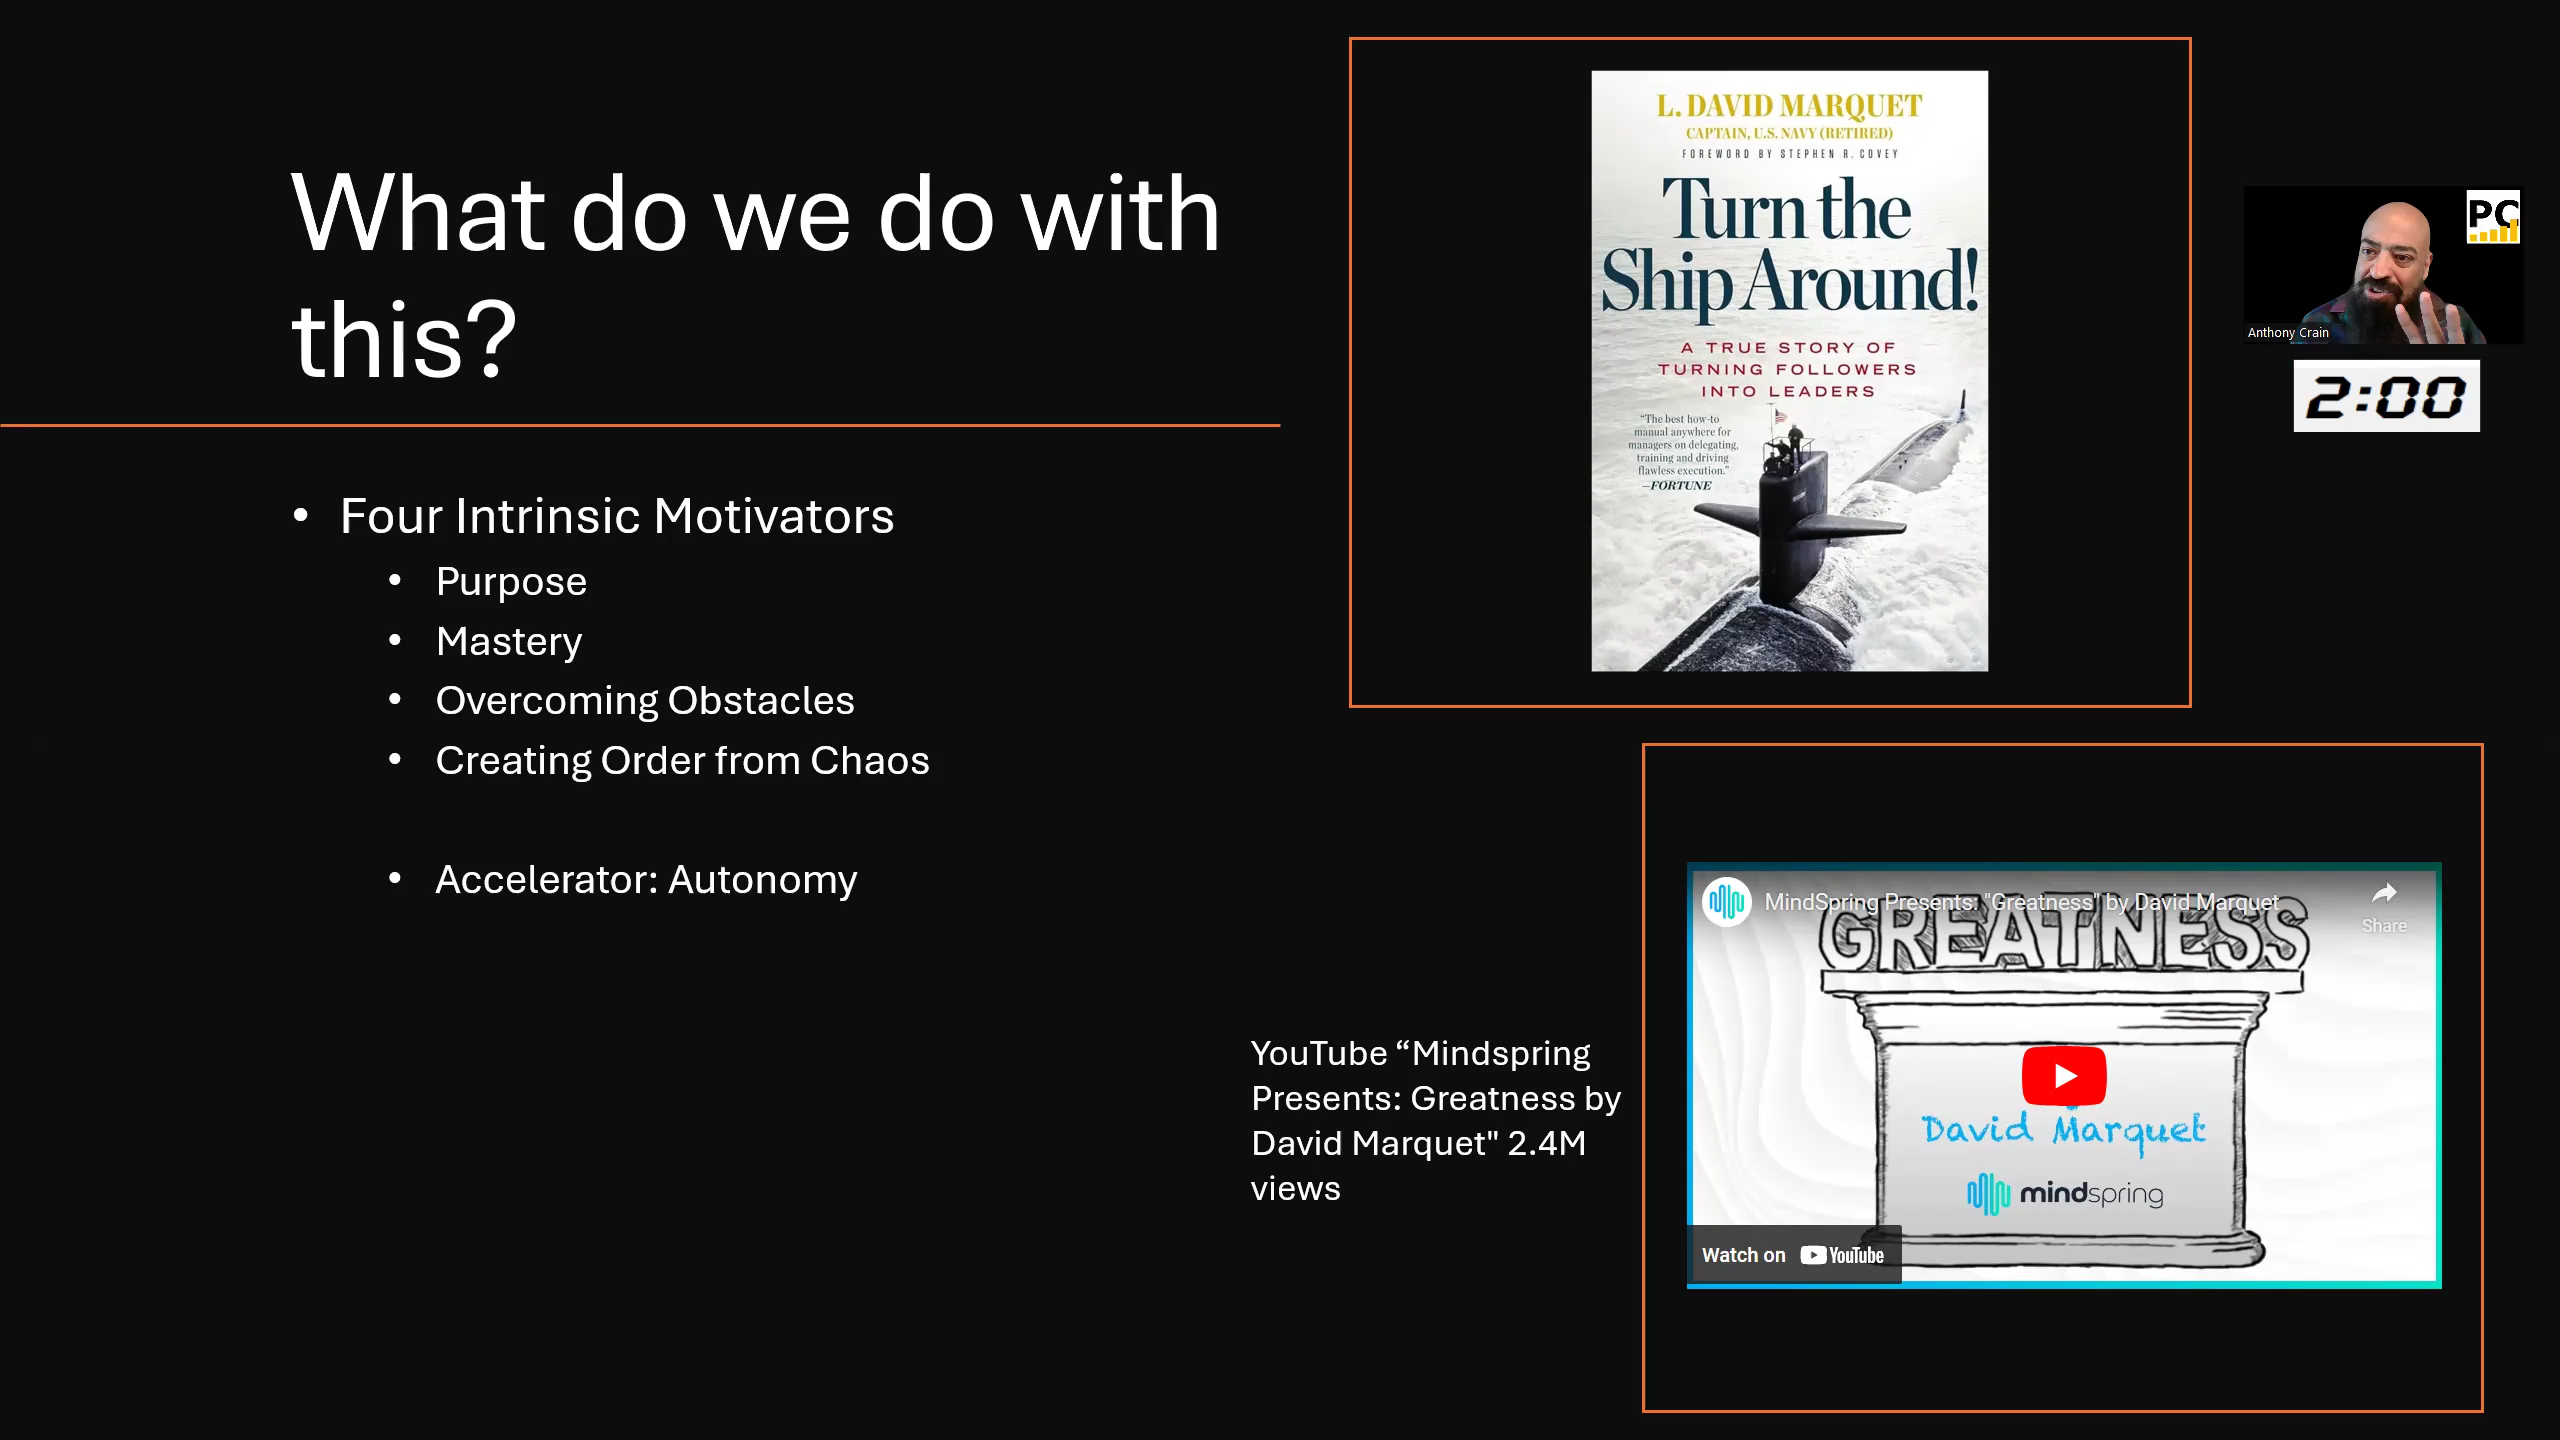 What do we do with
this?
• Four Intrinsic Motivators
• Purpose
• Mastery
• Overcoming Obstacles
• Creating Order from Chaos
• Accelerator: Autonomy
L. DAVID MARQUET
CAPTAIN, U.S. NAVY (RETIRED)
FOREWORD BY STEPHEN R. COVEY
Turn the
Ship Around!
A TRUE STORY OF
TURNING FOLLOWERS
INTO LEADERS
“The best how-to
manual anywhere for
managers on delegating,
training and driving
flawless execution.”
—FORTUNE
PG
Anthony Crain
2:00
YouTube “Mindspring
Presents: Greatness by
David Marquet" 2.4M
views
MindSpring Presents: "Greatness" by David Marquet
Share
GREATNESS
David Marquet
mindspring
Watch on YouTube